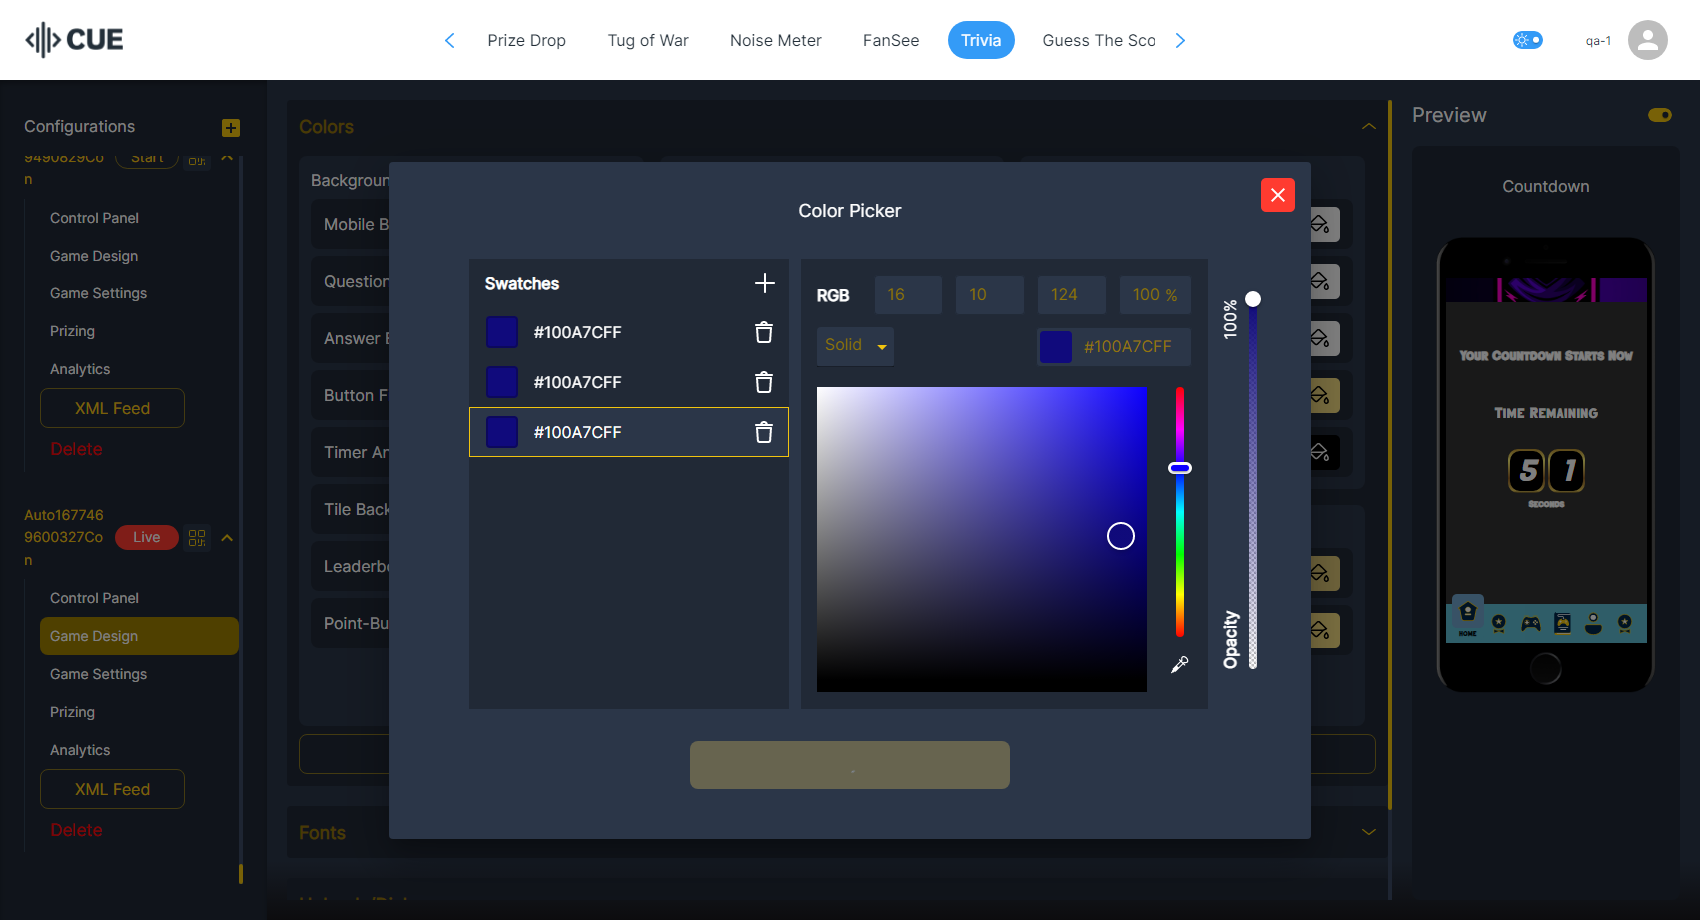 CUE
Prize Drop
Tug of War
Noise Meter
FanSee
Trivia
Guess The Sco
qa-1
Configurations
9490829Co
n
Start
Control Panel
Game Design
Game Settings
Prizing
Analytics
XML Feed
Delete
Auto167746
9600327Co
n
Live
Control Panel
Game Design
Game Settings
Prizing
Analytics
XML Feed
Delete
Colors
Backgroun
Mobile B
Question
Answer
Button F
Timer An
Tile Back
Leaderb
Point-Bu
Fonts
Color Picker
Swatches
#100A7CFF
#100A7CFF
#100A7CFF
RGB
16
10
124
100 %
Solid
#100A7CFF
100%
Opacity
Preview
Countdown
Your Countdown Starts Now
Time Remaining
5 1
Seconds
HOME